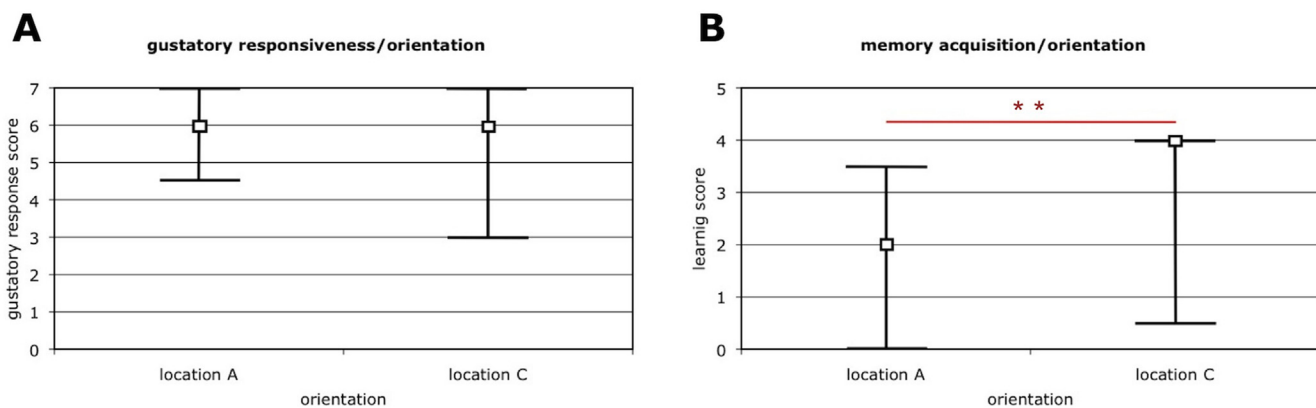 A
gustatory responsiveness/orientation
gustatory response score
7
6
5
4
3
2
1
0
location A
location C
orientation
B
memory acquisition/orientation
* *
learnig score
5
4
3
2
1
0
location A
location C
orientation